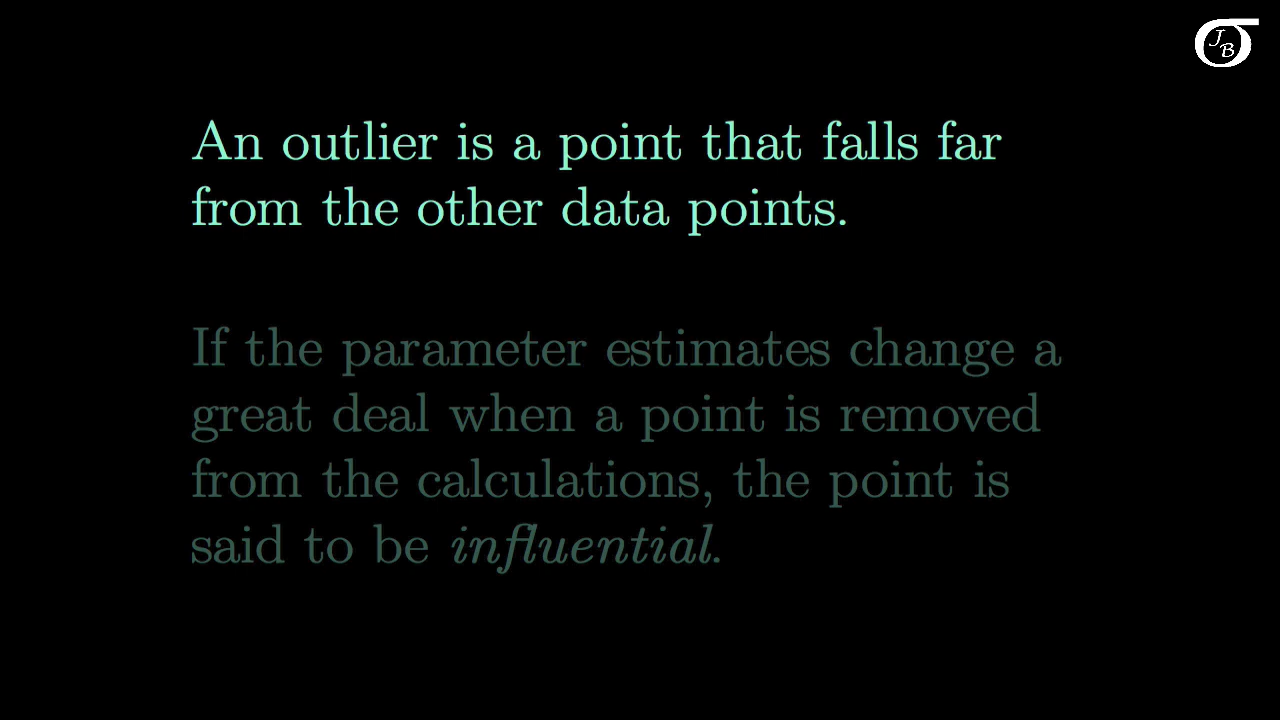 J
B
An outlier is a point that falls far
from the other data points.
If the parameter estimates change a
great deal when a point is removed
from the calculations, the point is
said to be influential.